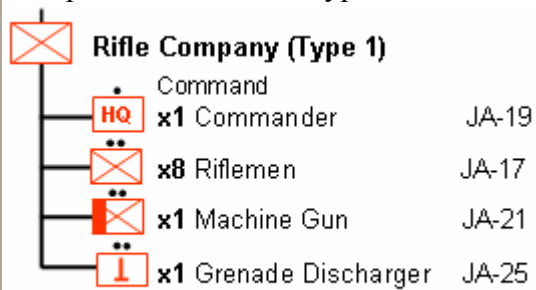 Rifle Company (Type 1)
Command
HQ x1 Commander JA-19
x8 Riflemen JA-17
x1 Machine Gun JA-21
x1 Grenade Discharger JA-25